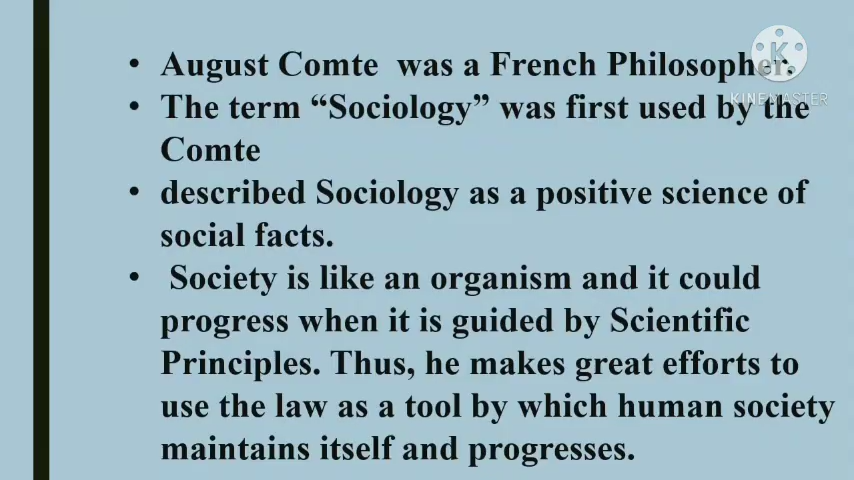 • August Comte was a French Philosopher.
• The term “Sociology” was first used by the
Comte
• described Sociology as a positive science of
social facts.
• Society is like an organism and it could
progress when it is guided by Scientific
Principles. Thus, he makes great efforts to
use the law as a tool by which human society
maintains itself and progresses.
K
KINEMASTER